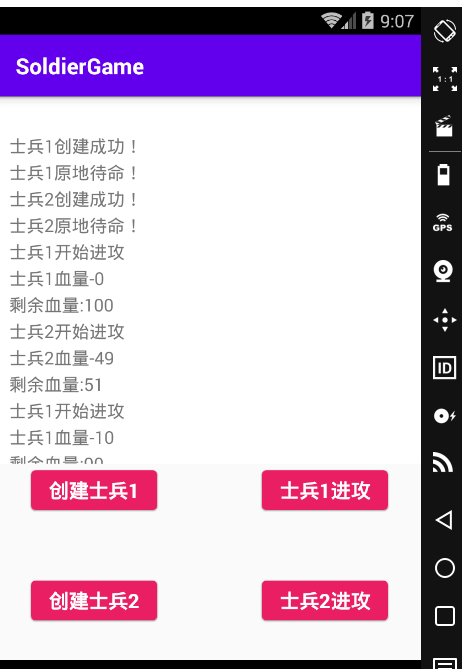 9:07
SoldierGame
士兵1创建成功！
士兵1原地待命！
士兵2创建成功！
士兵2原地待命！
士兵1开始进攻
士兵1血量-0
剩余血量:100
士兵2开始进攻
士兵2血量-49
剩余血量:51
士兵1开始进攻
士兵1血量-10
剩余血量:90
创建士兵1
士兵1进攻
创建士兵2
士兵2进攻
1:1
GPS
ID